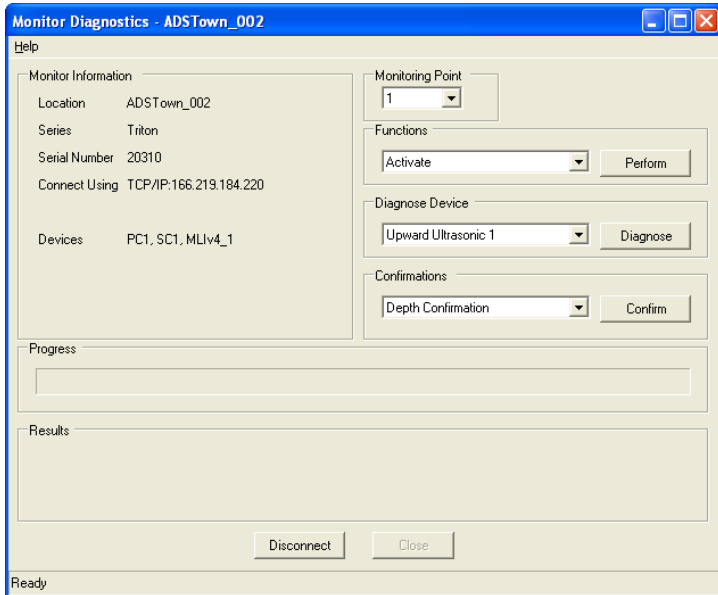 Monitor Diagnostics - ADSTown_002
Help
Monitor Information
Location ADSTown_002
Series Triton
Serial Number 20310
Connect Using TCP/IP:166.219.184.220
Devices PC1, SC1, MLIv4_1
Monitoring Point
1
Functions
Activate Perform
Diagnose Device
Upward Ultrasonic 1 Diagnose
Confirmations
Depth Confirmation Confirm
Progress
Results
Disconnect Close
Ready